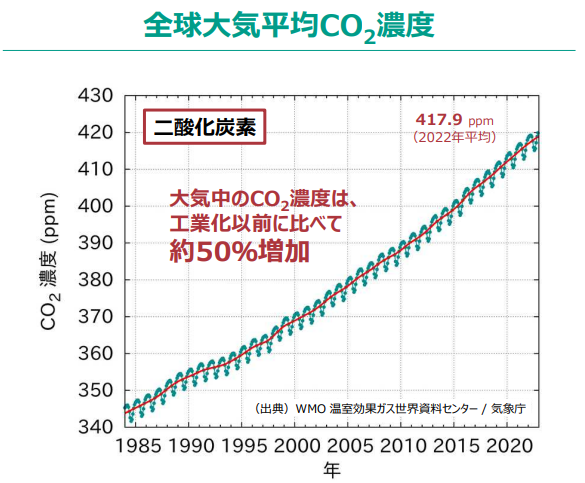 全球大気平均CO₂濃度
430
420
410
400
390
380
370
360
350
340
CO₂ 濃度 (ppm)
二酸化炭素
417.9 ppm
（2022年平均）
大気中のCO₂濃度は、
工業化以前に比べて
約50%増加
（出典）WMO 温室効果ガス世界資料センター / 気象庁
1985 1990 1995 2000 2005 2010 2015 2020
年